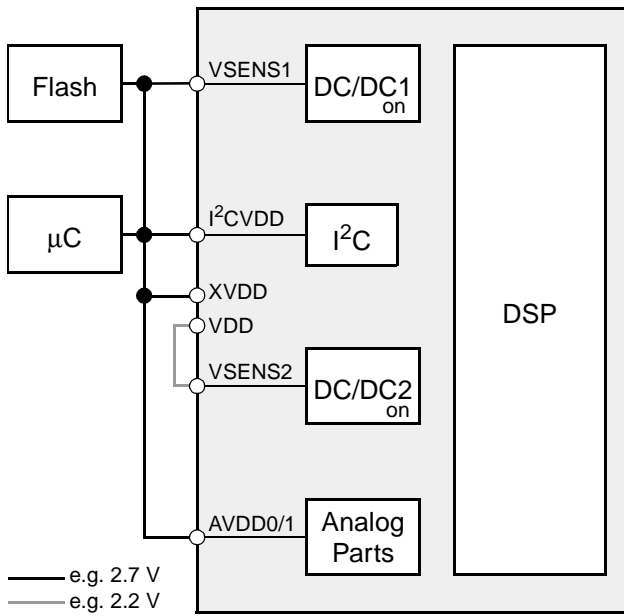 Flash
VSENS1
DC/DC1
on
µC
I²CVDD
I²C
XVDD
VDD
VSENS2
DC/DC2
on
DSP
AVDD0/1
Analog
Parts
e.g. 2.7 V
e.g. 2.2 V